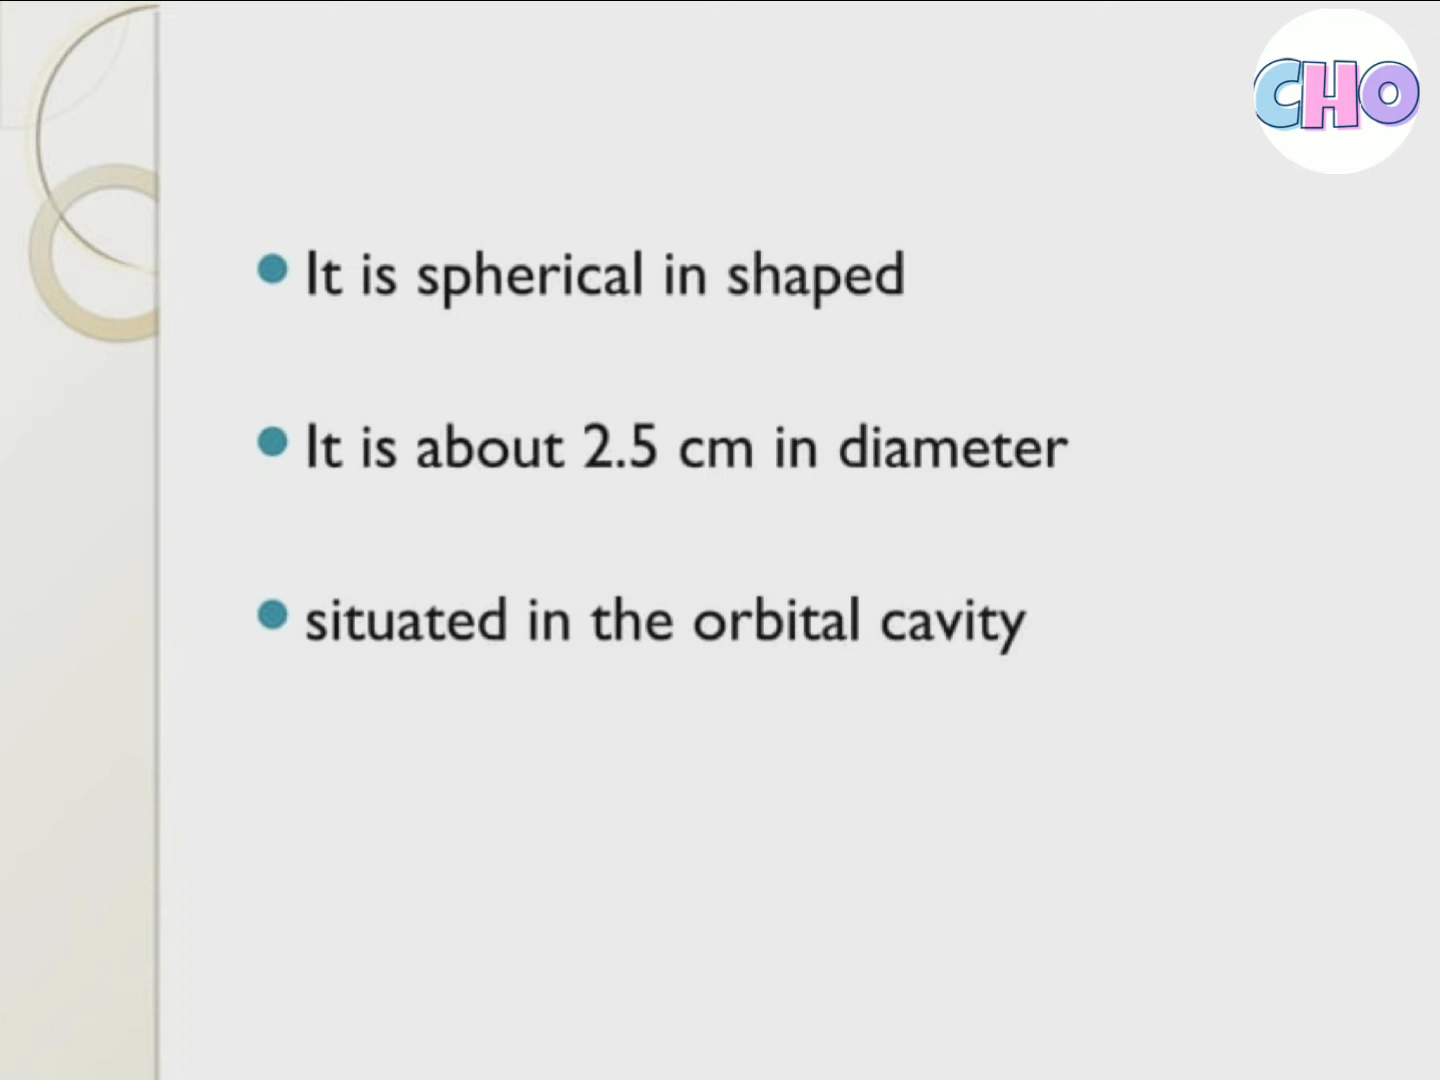 CHO
It is spherical in shaped
It is about 2.5 cm in diameter
situated in the orbital cavity